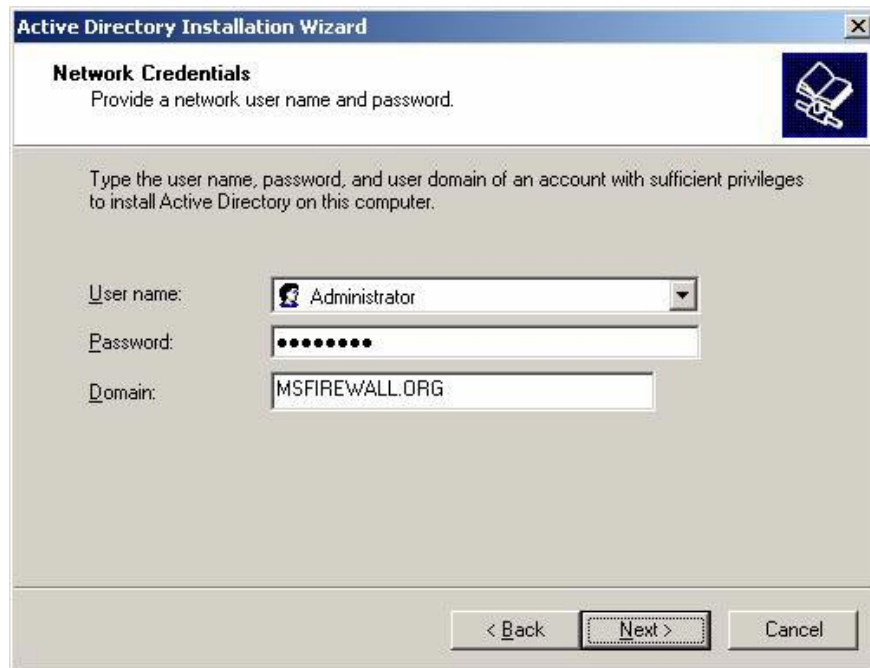 Active Directory Installation Wizard
Network Credentials
Provide a network user name and password.
Type the user name, password, and user domain of an account with sufficient privileges
to install Active Directory on this computer.
User name:
Administrator
Password:
●●●●●●●●
Domain:
MSFIREWALL.ORG
< Back
Next >
Cancel